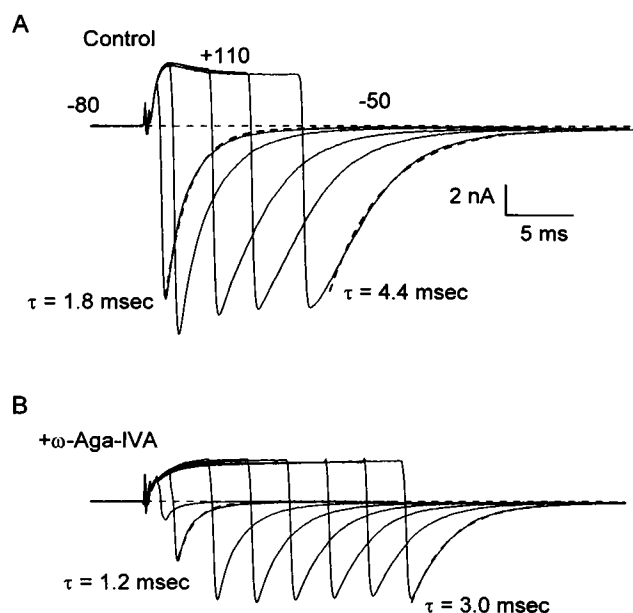 A
Control
+110
-80
-50
2 nA
5 ms
τ = 1.8 msec
τ = 4.4 msec
B
+ω-Aga-IVA
τ = 1.2 msec
τ = 3.0 msec